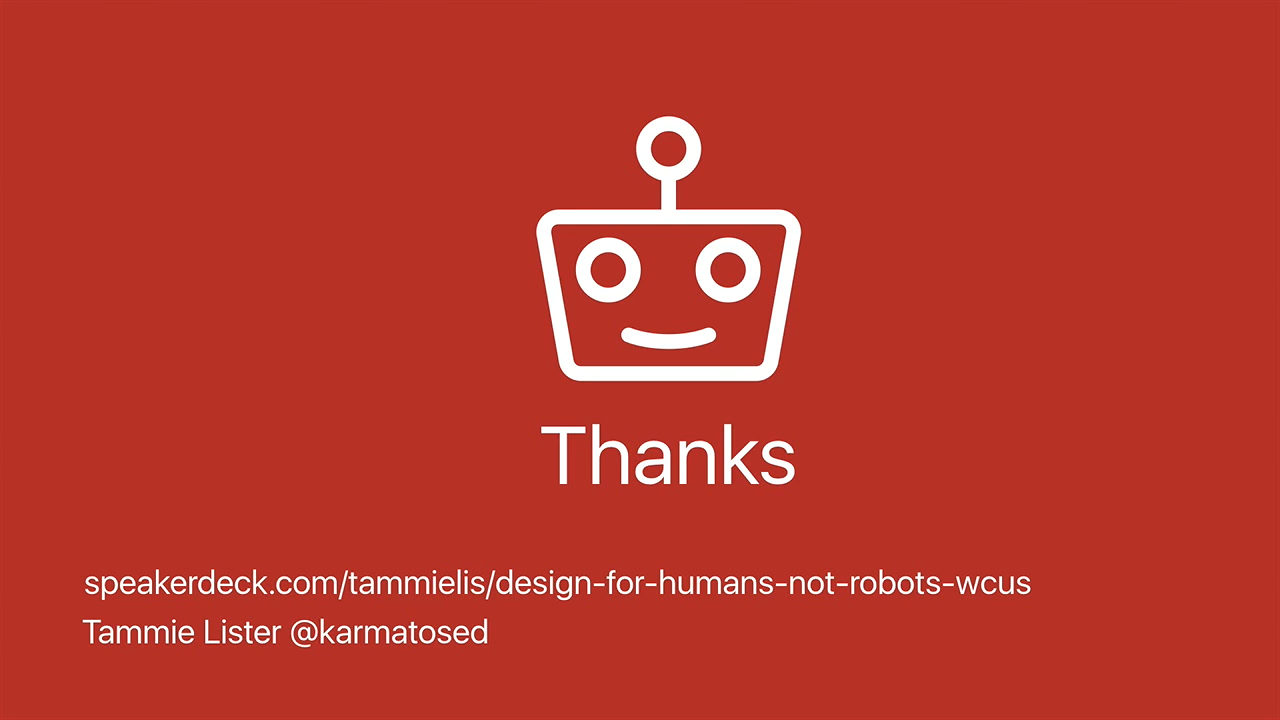 Thanks
speakerdeck.com/tammielis/design-for-humans-not-robots-wcus
Tammie Lister @karmatosed